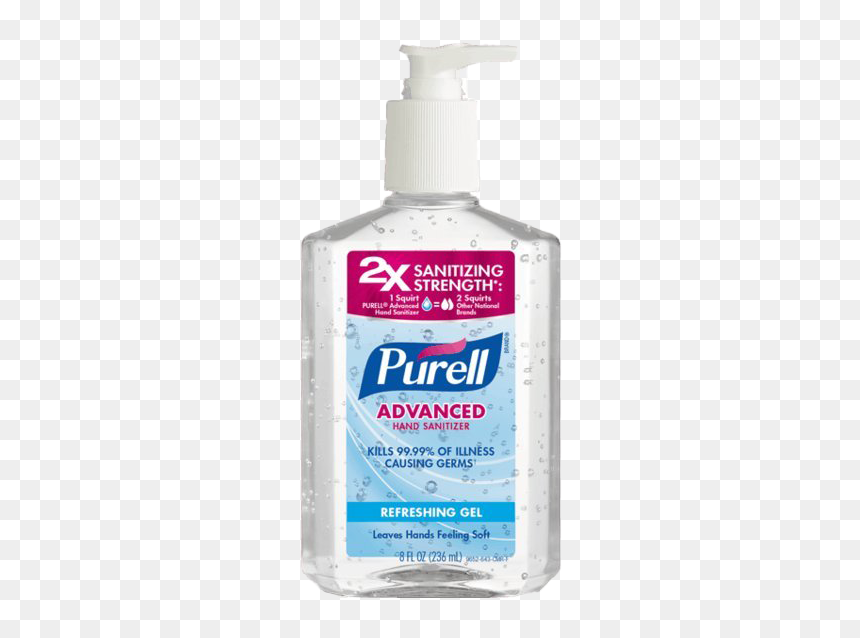 2X SANITIZING
STRENGTH*:
1 Squirt
PURELL® Advanced
Hand Sanitizer
=
2 Squirts
Other National
Brands
Purell
BRAND®
ADVANCED
HAND SANITIZER
KILLS 99.99% OF ILLNESS
CAUSING GERMS†
REFRESHING GEL
Leaves Hands Feeling Soft
8 FL OZ (236 mL)